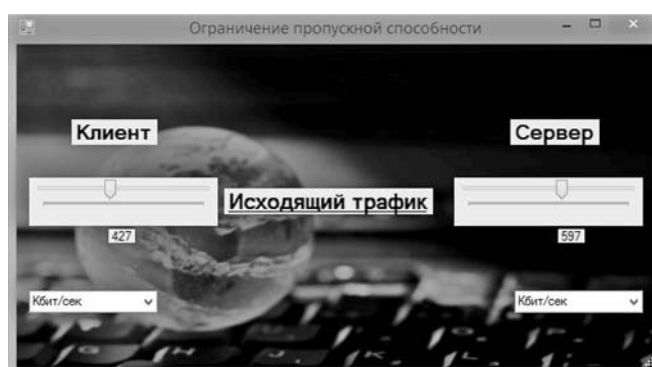 Ограничение пропускной способности
Клиент
Сервер
Исходящий трафик
427
597
Кбит/сек
Кбит/сек